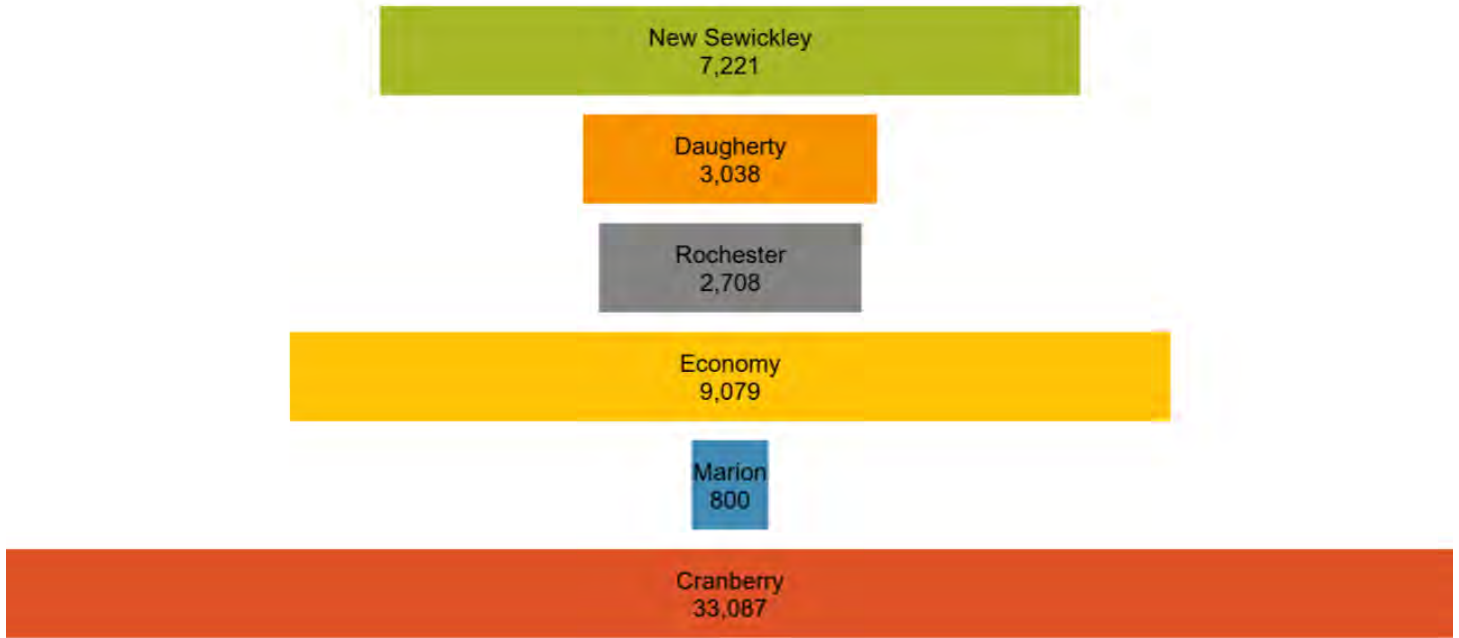 New Sewickley
7,221
Daugherty
3,038
Rochester
2,708
Economy
9,079
Marion
800
Cranberry
33,087